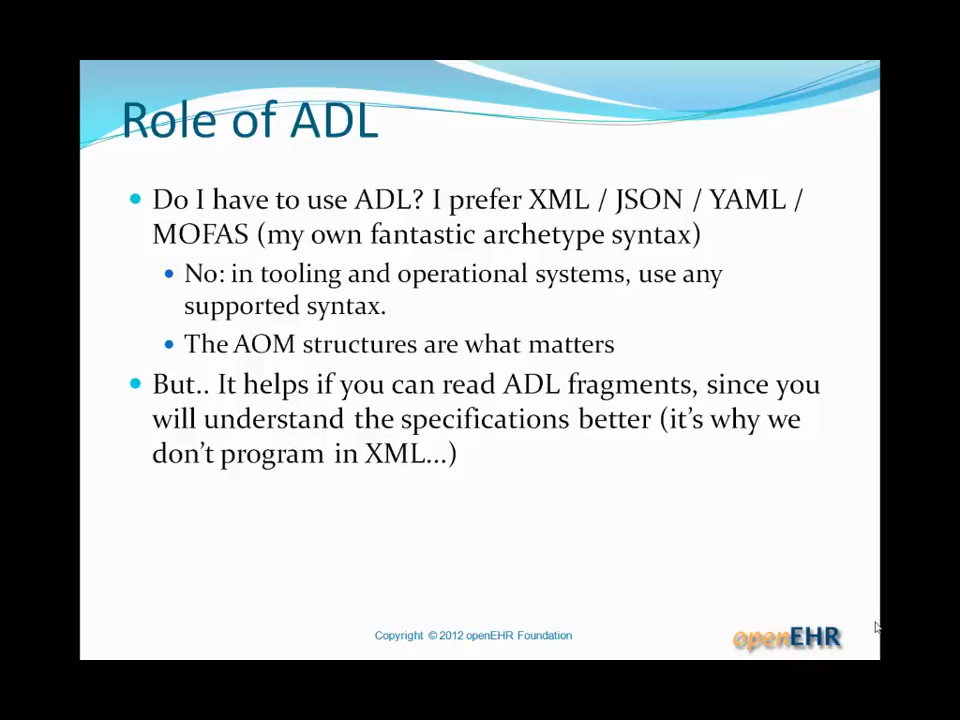 Role of ADL
Do I have to use ADL? I prefer XML / JSON / YAML /
MOFAS (my own fantastic archetype syntax)
No: in tooling and operational systems, use any
supported syntax.
The AOM structures are what matters
But.. It helps if you can read ADL fragments, since you
will understand the specifications better (it’s why we
don’t program in XML...)
Copyright © 2012 openEHR Foundation
openEHR